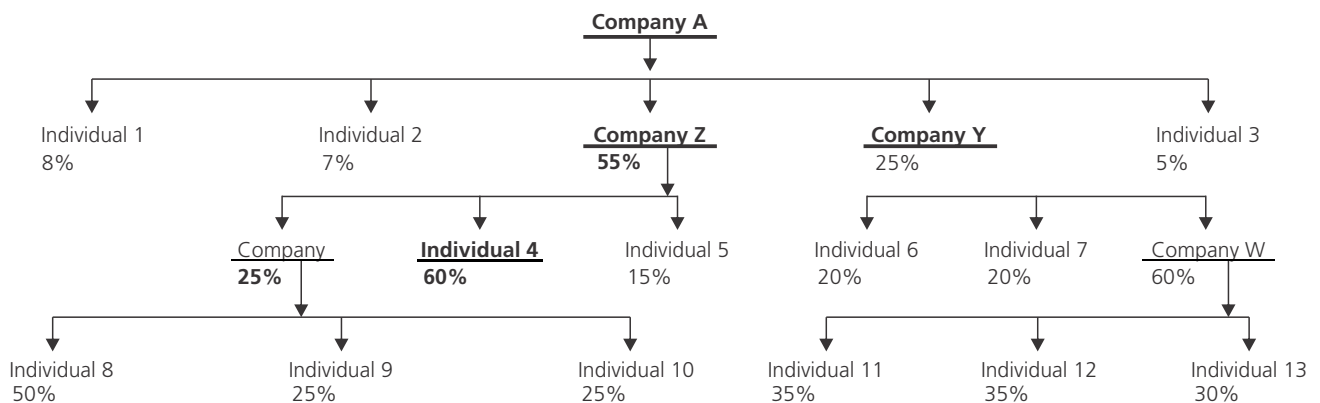 Company A
Individual 1 Individual 2 Company Z Company Y Individual 3
8% 7% 55% 25% 5%
Company Individual 4 Individual 5 Individual 6 Individual 7 Company W
25% 60% 15% 20% 20% 60%
Individual 8 Individual 9 Individual 10 Individual 11 Individual 12 Individual 13
50% 25% 25% 35% 35% 30%